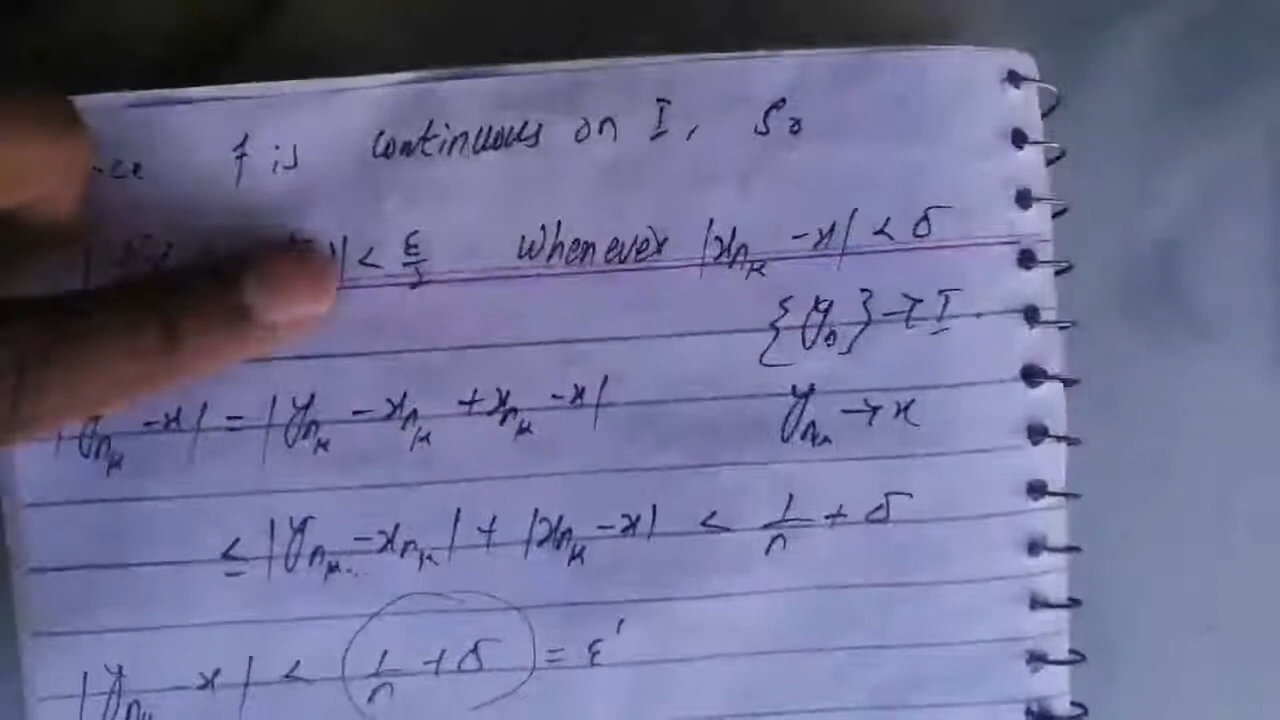 f is continuous on I, So
| < ε/2 whenever |x_{n_k} - x| < δ
{y_n} → I.
|y_{n_k} - x| = |y_{n_k} - x_{n_k} + x_{n_k} - x|
y_{n_k} → x
≤ |y_{n_k} - x_{n_k}| + |x_{n_k} - x| < 1/n + δ
|y_{n_k} - x| < 1/n + δ = ε'